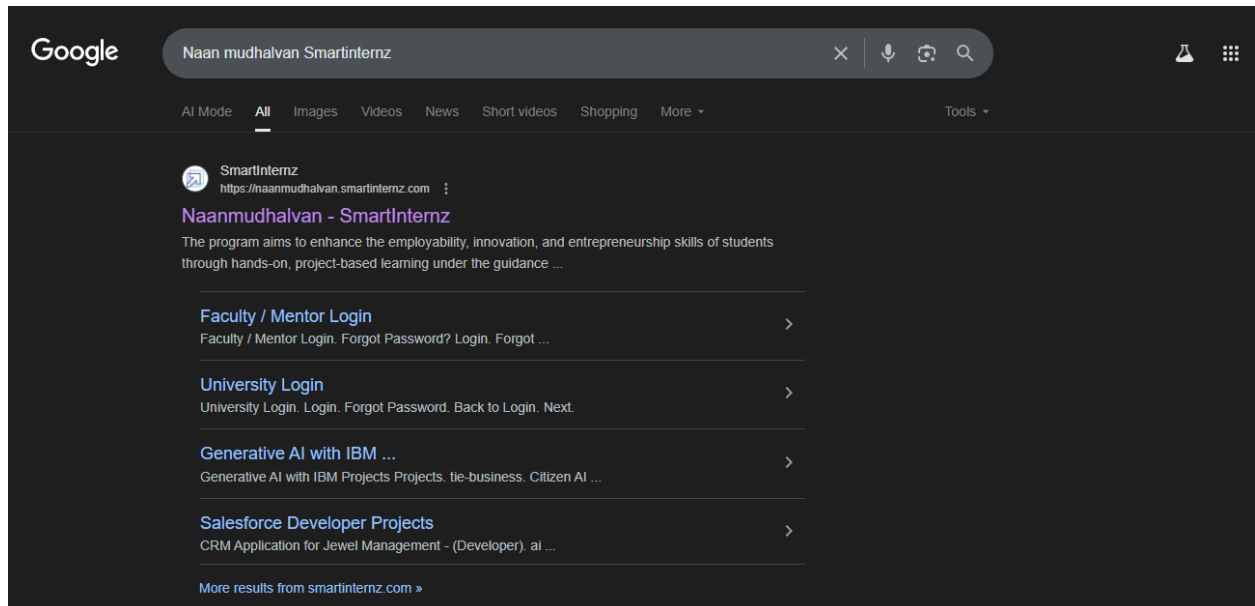 Google
Naan mudhalvan Smartinternz
AI Mode All Images Videos News Short videos Shopping More Tools
SmartInternz
https://naanmudhalvan.smartinternz.com
Naanmudhalvan - SmartInternz
The program aims to enhance the employability, innovation, and entrepreneurship skills of students
through hands-on, project-based learning under the guidance ...
Faculty / Mentor Login
Faculty / Mentor Login. Forgot Password? Login. Forgot ...
University Login
University Login. Login. Forgot Password. Back to Login. Next.
Generative AI with IBM ...
Generative AI with IBM Projects Projects. tie-business. Citizen AI ...
Salesforce Developer Projects
CRM Application for Jewel Management - (Developer). ai ...
More results from smartinternz.com »